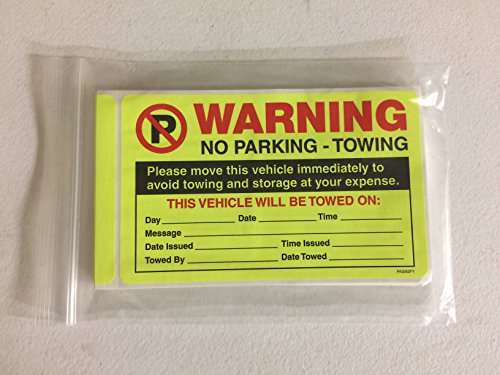 P WARNING
NO PARKING - TOWING
Please move this vehicle immediately to
avoid towing and storage at your expense.
THIS VEHICLE WILL BE TOWED ON:
Day Date Time
Message
Date Issued Time Issued
Towed By Date Towed